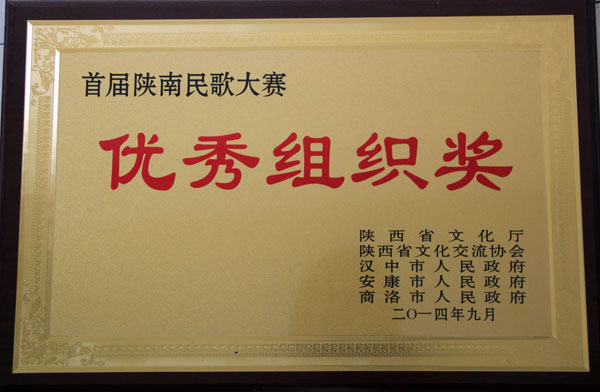 首届陕南民歌大赛
优秀组织奖
陕西省文化厅
陕西省文化交流协会
汉中市人民政府
安康市人民政府
商洛市人民政府
二〇一四年九月